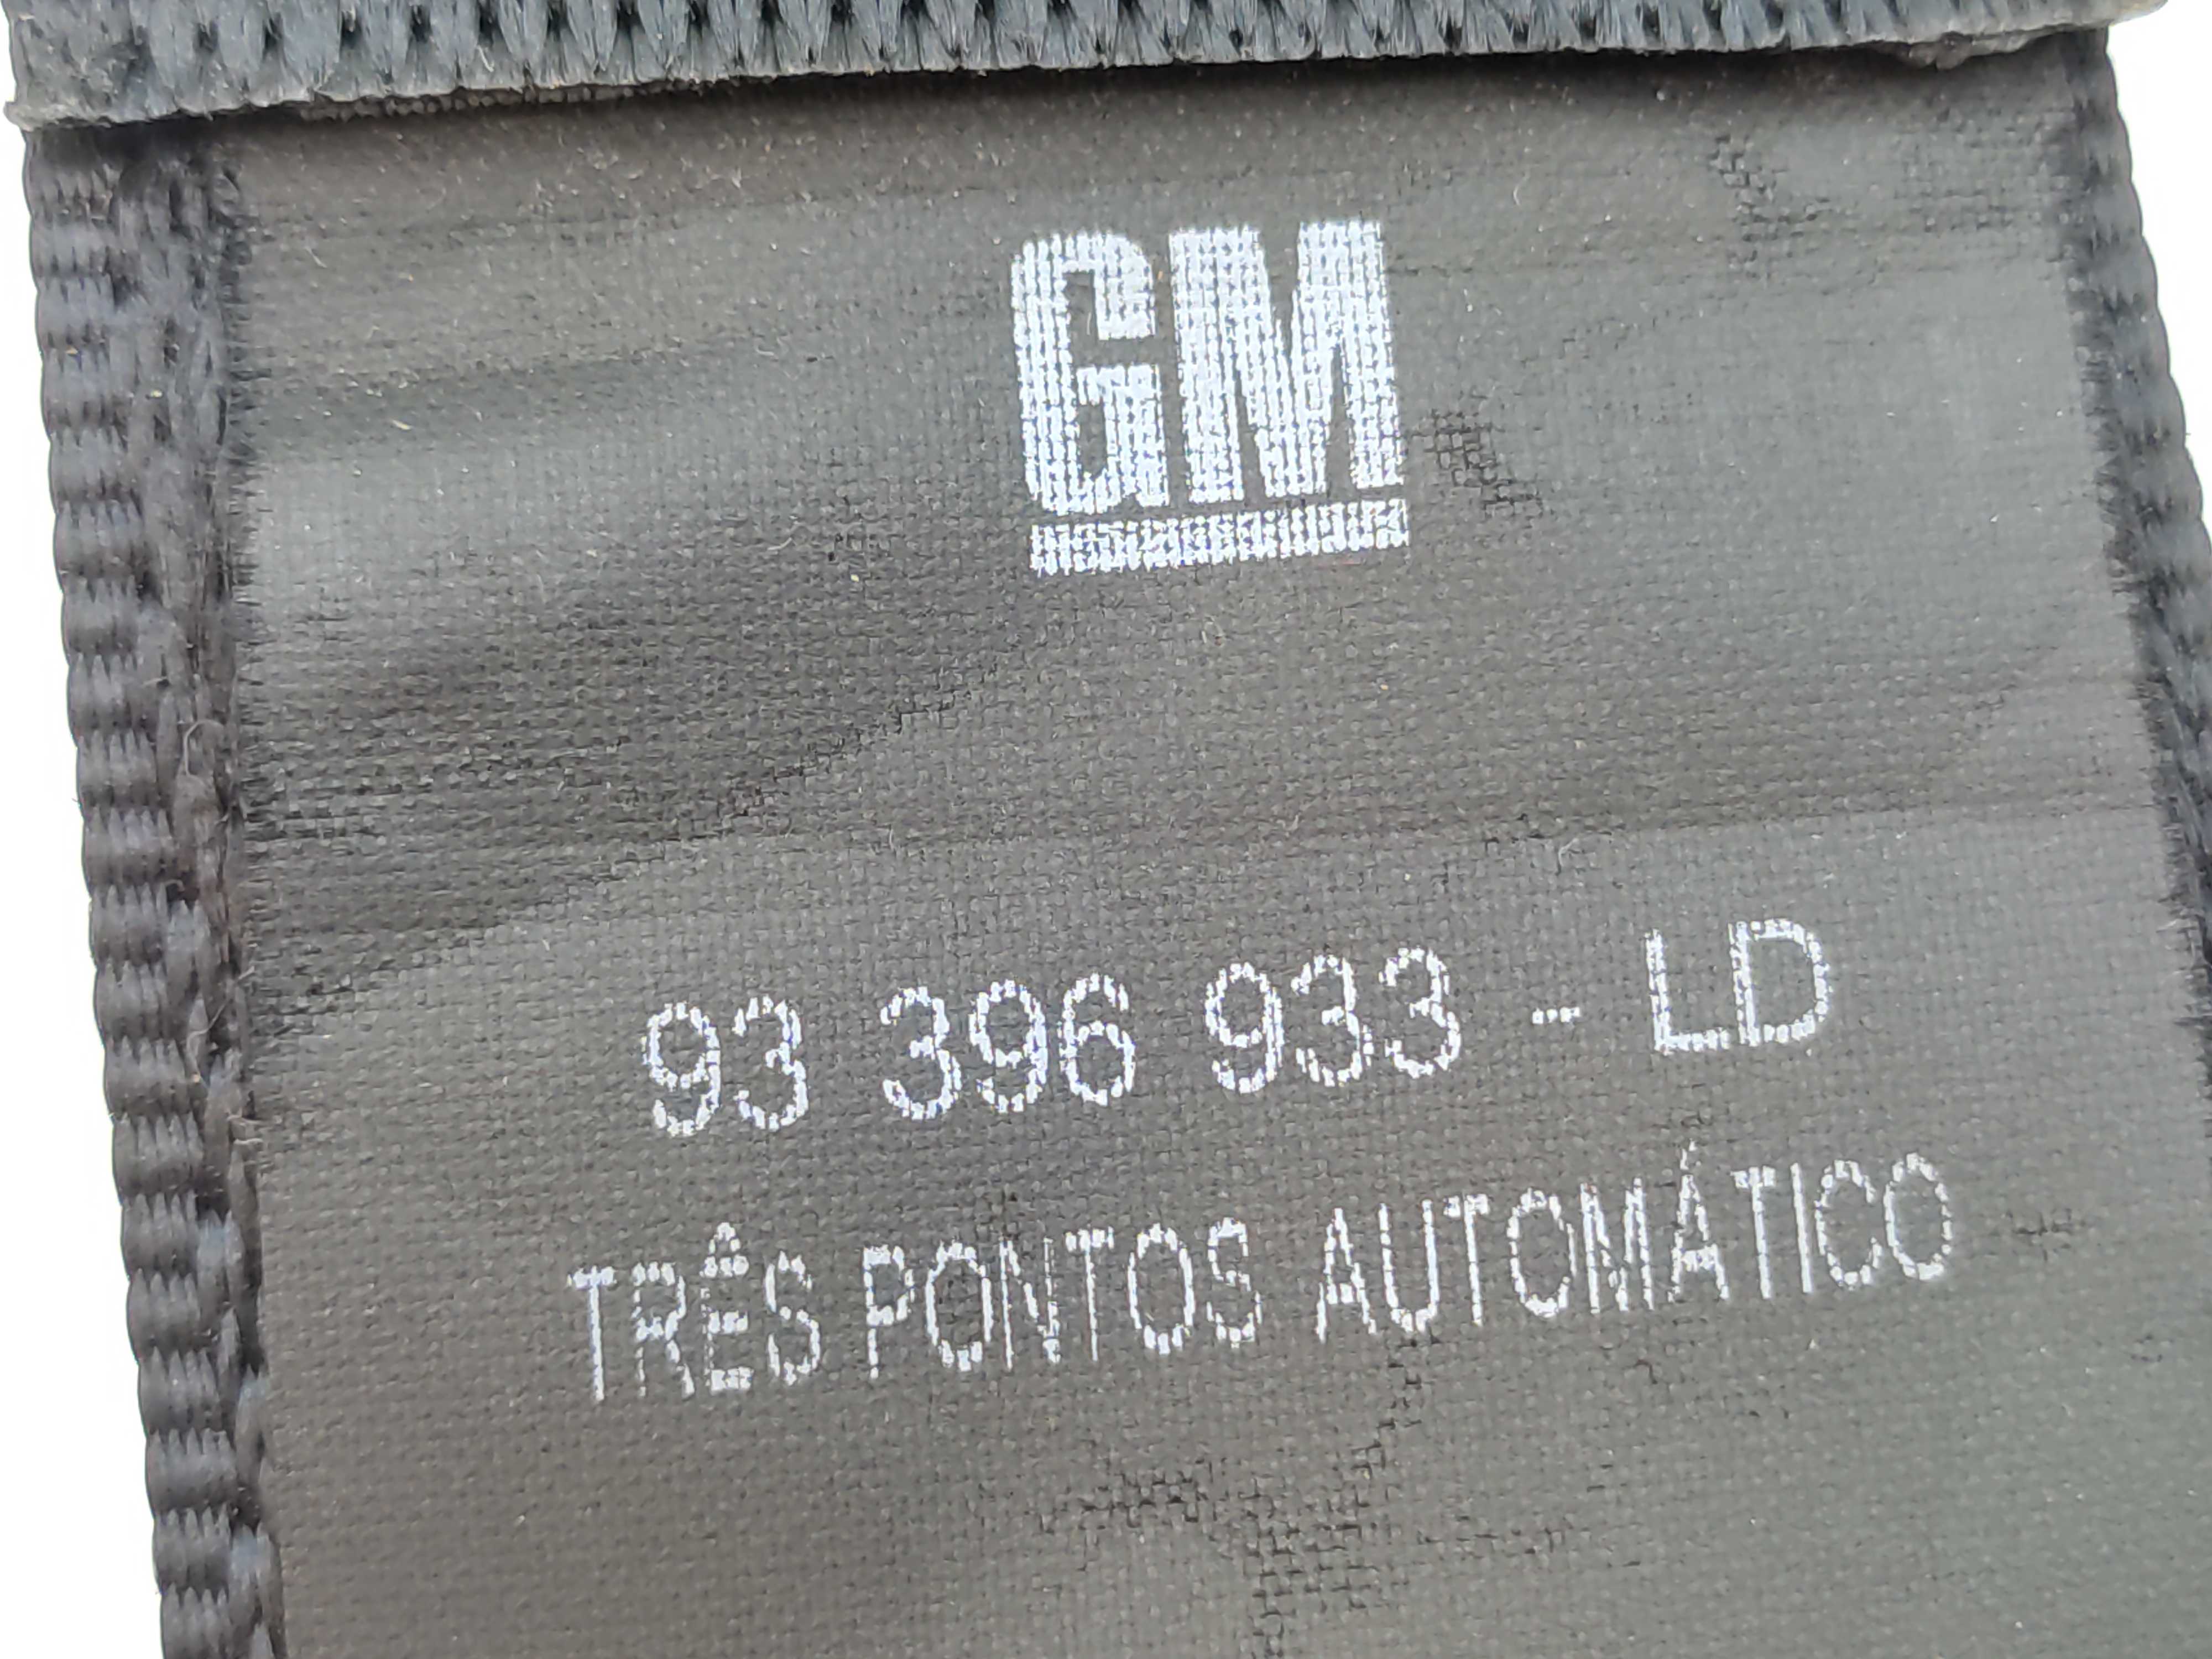 GM
93 396 933 - LD
TRÊS PONTOS AUTOMÁTICO